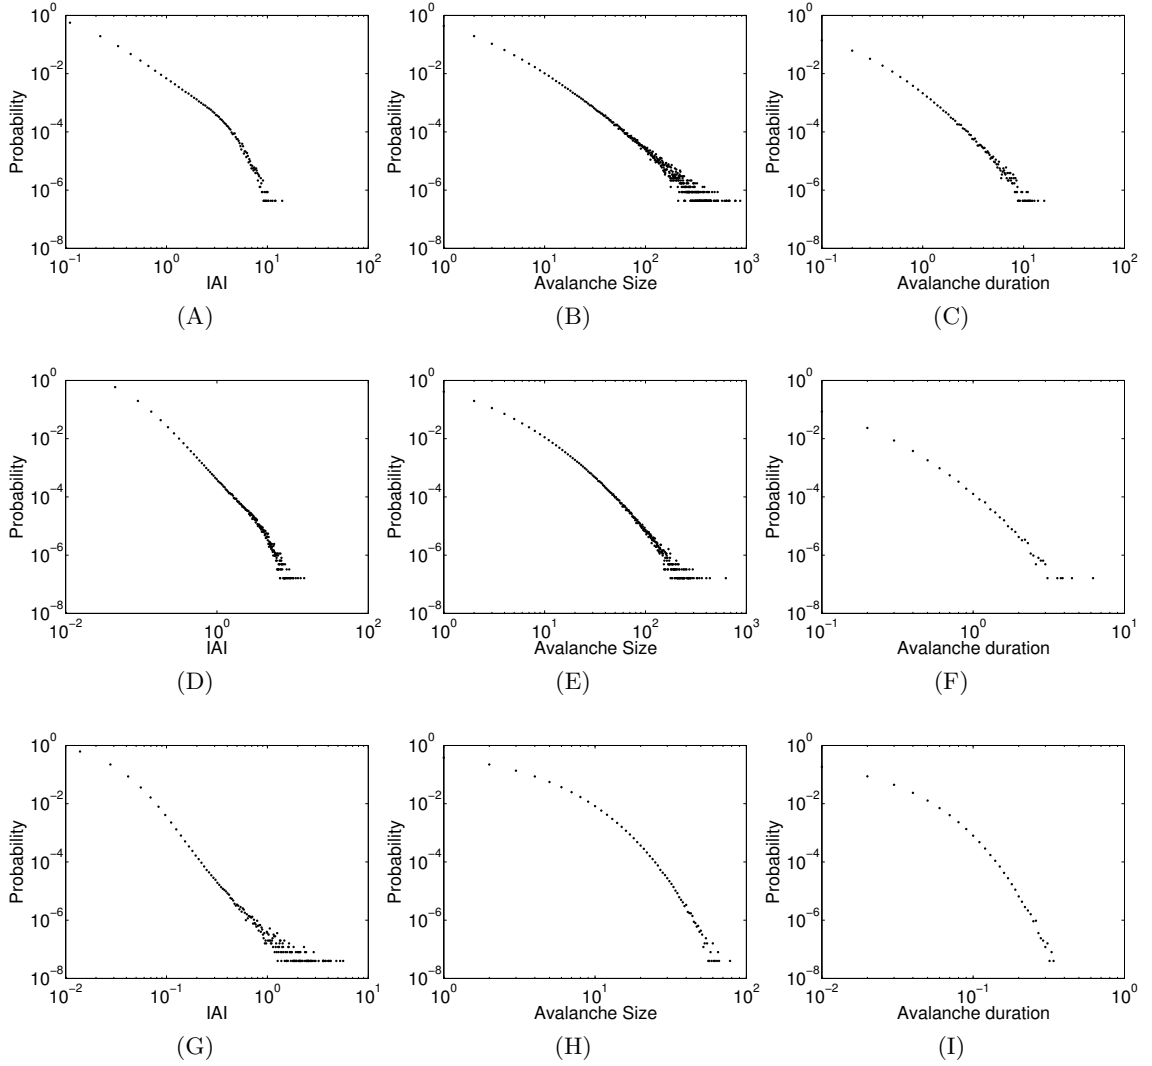 10^0 10^0 10^0
10^−2 10^−2 10^−2
10^−4 10^−4 10^−4
10^−6 10^−6 10^−6
10^−8 10^−8 10^−8
Probability Probability Probability
10^−1 10^0 10^1 10^2 10^0 10^1 10^2 10^3 10^−1 10^0 10^1 10^2
IAI Avalanche Size Avalanche duration
(A) (B) (C)
10^0 10^0 10^0
10^−2 10^−2 10^−2
10^−4 10^−4 10^−4
10^−6 10^−6 10^−6
10^−8 10^−8 10^−8
Probability Probability Probability
10^−2 10^0 10^2 10^0 10^1 10^2 10^3 10^−1 10^0 10^1
IAI Avalanche Size Avalanche duration
(D) (E) (F)
10^0 10^0 10^0
10^−2 10^−2 10^−2
10^−4 10^−4 10^−4
10^−6 10^−6 10^−6
10^−8 10^−8 10^−8
Probability Probability Probability
10^−2 10^−1 10^0 10^1 10^0 10^1 10^2 10^−2 10^−1 10^0
IAI Avalanche Size Avalanche duration
(G) (H) (I)